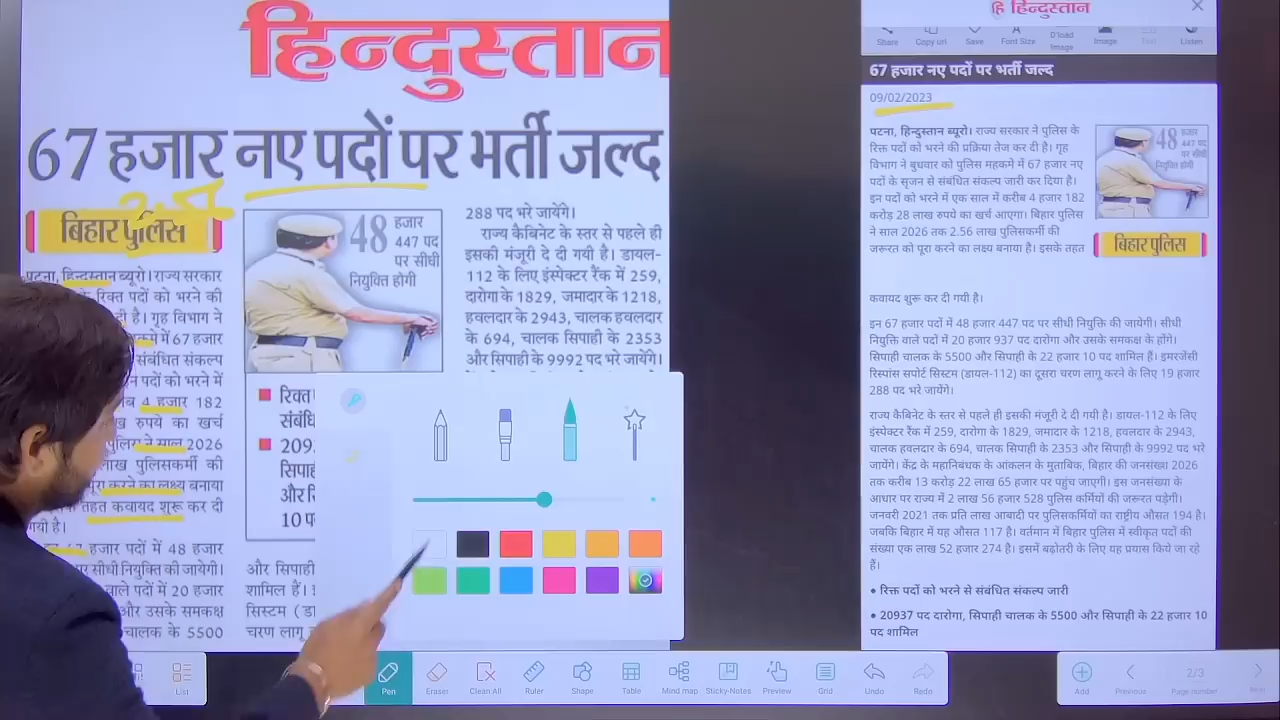 हिन्दुस्तान
67 हजार नए पदों पर भर्ती जल्द
बिहार पुलिस
पटना, हिन्दुस्तान ब्यूरो। राज्य सरकार
के रिक्त पदों को भरने की
दी है। गृह विभाग ने
में 67 हजार
संबंधित संकल्प
पदों को भरने में
4 हजार 182
रुपये का खर्च
ने साल 2026
लाख पुलिसकर्मी की
करने का लक्ष्य बनाया
तहत कवायद शुरू कर दी
गयी है।
67 हजार पदों में 48 हजार
पर सीधी नियुक्ति की जायेगी।
वाले पदों में 20 हजार
और उसके समकक्ष
चालक के 5500
48 हजार
447 पद
पर सीधी
नियुक्ति होगी
रिक्त
संबंधि
209
सिपाह
और सि
10 प
और सिपाही
शामिल हैं।
सिस्टम (डा
चरण लागू
288 पद भरे जायेंगे।
राज्य कैबिनेट के स्तर से पहले ही
इसकी मंजूरी दे दी गयी है। डायल-
112 के लिए इंस्पेक्टर रैंक में 259,
दारोगा के 1829, जमादार के 1218,
हवलदार के 2943, चालक हवलदार
के 694, चालक सिपाही के 2353
और सिपाही के 9992 पद भरे जायेंगे।
हि हिन्दुस्तान
Share Copy url Save Font Size D'load Image Image Listen
67 हजार नए पदों पर भर्ती जल्द
09/02/2023
पटना, हिन्दुस्तान ब्यूरो। राज्य सरकार ने पुलिस के
रिक्त पदों को भरने की प्रक्रिया तेज कर दी है। गृह
विभाग ने बुधवार को पुलिस महकमे में 67 हजार नए
पदों के सृजन से संबंधित संकल्प जारी कर दिया है।
इन पदों को भरने में एक साल में करीब 4 हजार 182
करोड़ 28 लाख रुपये का खर्च आएगा। बिहार पुलिस
ने साल 2026 तक 2.56 लाख पुलिसकर्मी की
जरूरत को पूरा करने का लक्ष्य बनाया है। इसके तहत
48 हजार
447 पद
पर सीधी
नियुक्ति होगी
बिहार पुलिस
कवायद शुरू कर दी गयी है।
इन 67 हजार पदों में 48 हजार 447 पद पर सीधी नियुक्ति की जायेगी। सीधी
नियुक्ति वाले पदों में 20 हजार 937 पद दारोगा और उसके समकक्ष के होंगे।
सिपाही चालक के 5500 और सिपाही के 22 हजार 10 पद शामिल हैं। इमरजेंसी
रिस्पांस सपोर्ट सिस्टम (डायल-112) का दूसरा चरण लागू करने के लिए 19 हजार
288 पद भरे जायेंगे।
राज्य कैबिनेट के स्तर से पहले ही इसकी मंजूरी दे दी गयी है। डायल-112 के लिए
इंस्पेक्टर रैंक में 259, दारोगा के 1829, जमादार के 1218, हवलदार के 2943,
चालक हवलदार के 694, चालक सिपाही के 2353 और सिपाही के 9992 पद भरे
जायेंगे। केंद्र के महानिबंधक के आंकलन के मुताबिक, बिहार की जनसंख्या 2026
तक करीब 13 करोड़ 22 लाख 65 हजार पर पहुंच जाएगी। इस जनसंख्या के
आधार पर राज्य में 2 लाख 56 हजार 528 पुलिस कर्मियों की जरूरत पड़ेगी।
जनवरी 2021 तक प्रति लाख आबादी पर पुलिसकर्मियों का राष्ट्रीय औसत 194 है।
जबकि बिहार में यह औसत 117 है। वर्तमान में बिहार पुलिस में स्वीकृत पदों की
संख्या एक लाख 52 हजार 274 है। इसमें बढ़ोतरी के लिए यह प्रयास किये जा रहे
हैं।
• रिक्त पदों को भरने से संबंधित संकल्प जारी
• 20937 पद दारोगा, सिपाही चालक के 5500 और सिपाही के 22 हजार 10
पद शामिल
List Pen Eraser Clean All Ruler Shape Table Mind map Sticky-Notes Preview Grid Undo Redo
Add Previous 2/3 Page number Next